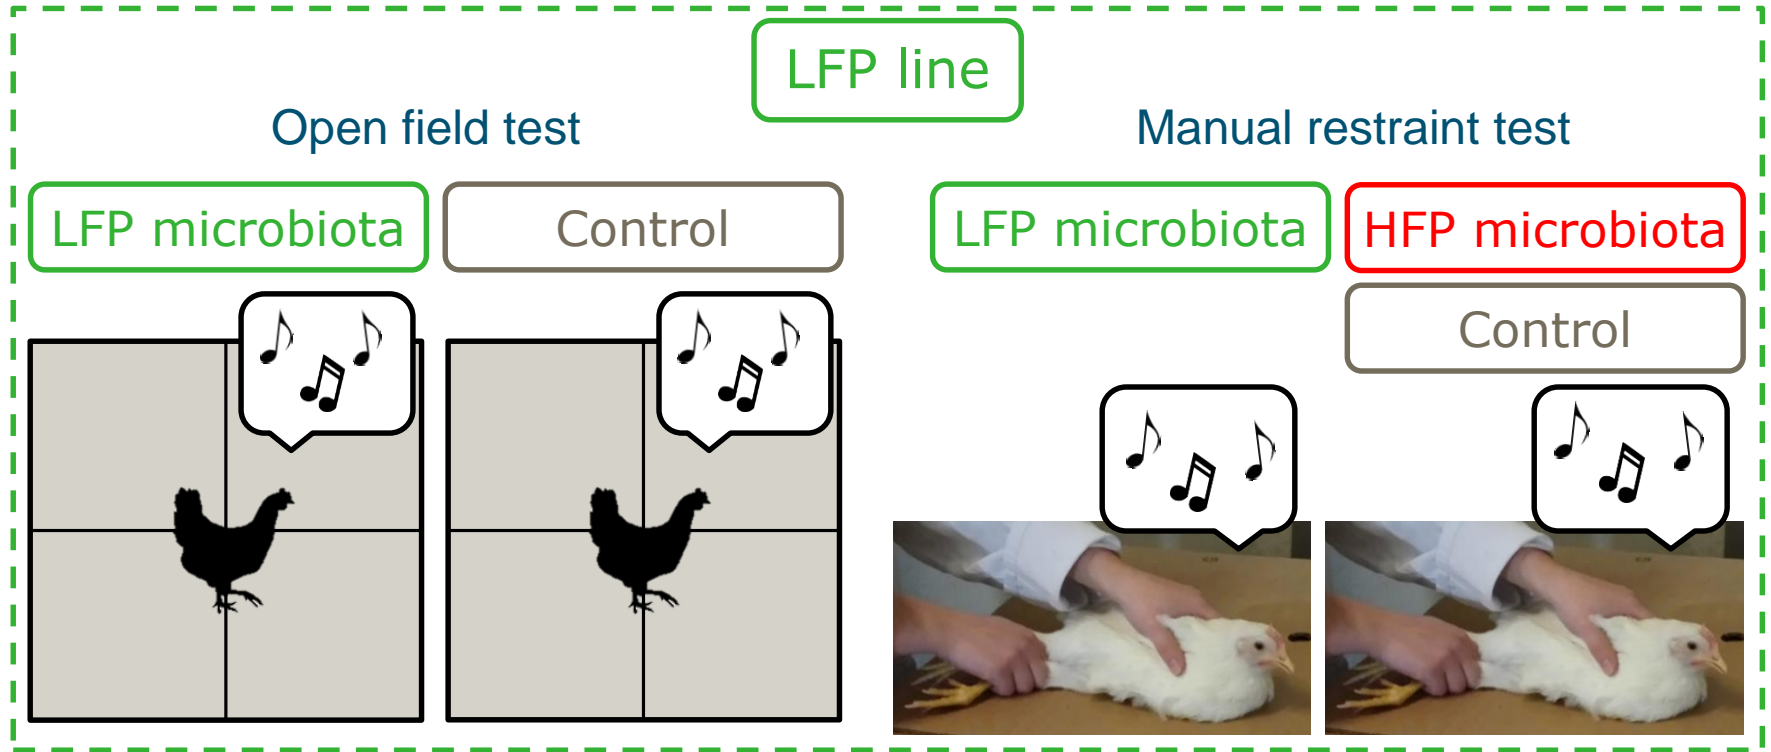 LFP line
Open field test
Manual restraint test
LFP microbiota
Control
LFP microbiota
HFP microbiota
Control